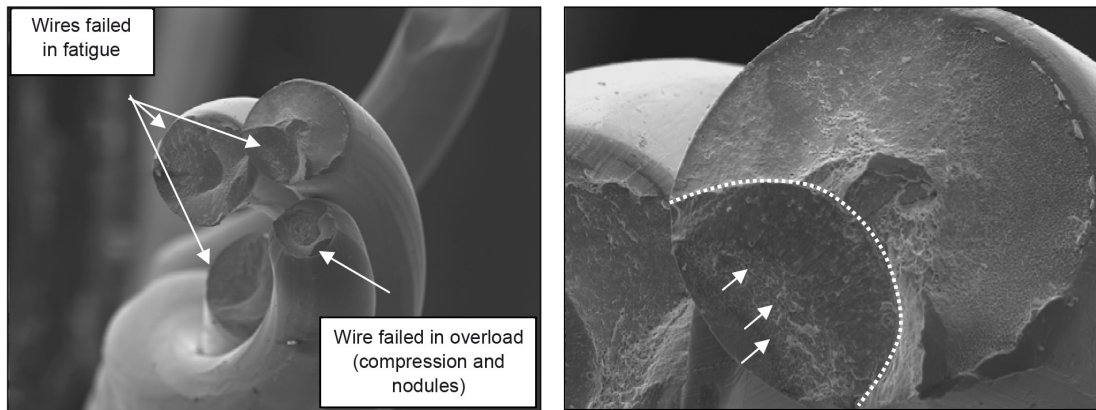 Wires failed
in fatigue
Wire failed in overload
(compression and
nodules)